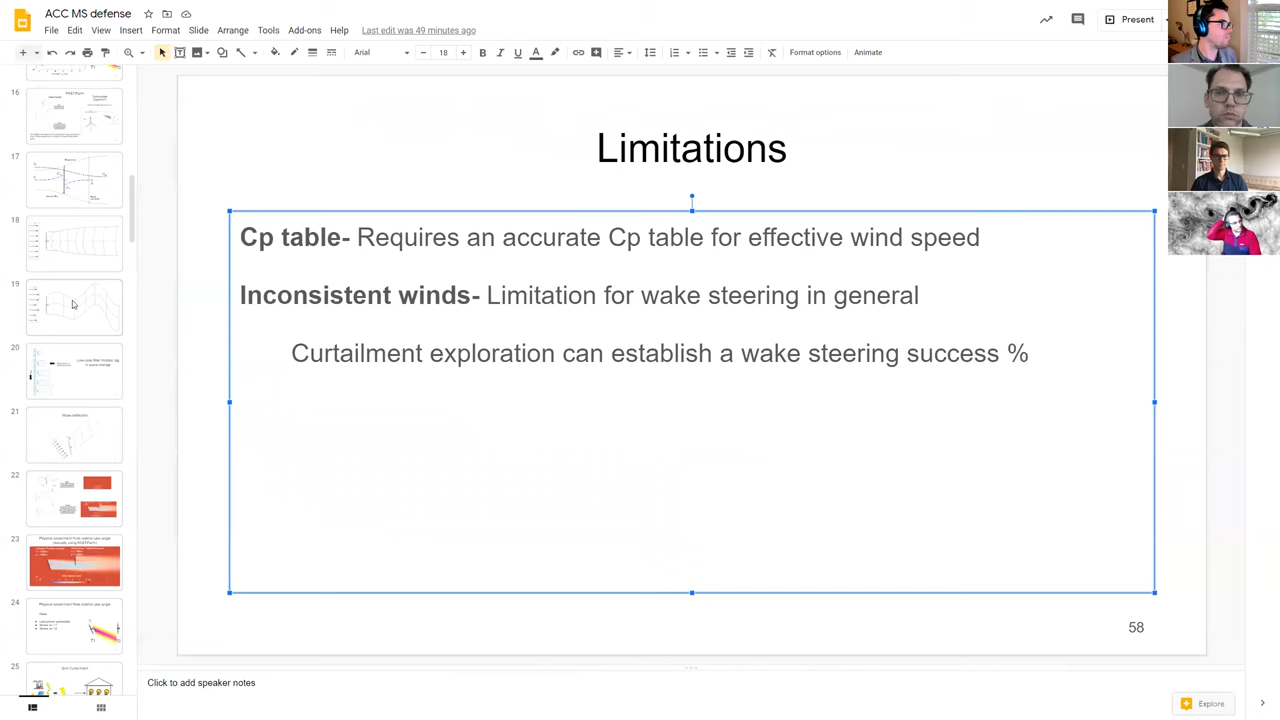 ACC MS defense
File Edit View Insert Format Slide Arrange Tools Add-ons Help Last edit was 49 minutes ago
Present
Arial 18
Format options Animate
16
17
18
19
20
21
22
23
24
25
Limitations
Cp table- Requires an accurate Cp table for effective wind speed
Inconsistent winds- Limitation for wake steering in general
Curtailment exploration can establish a wake steering success %
58
Click to add speaker notes
Explore